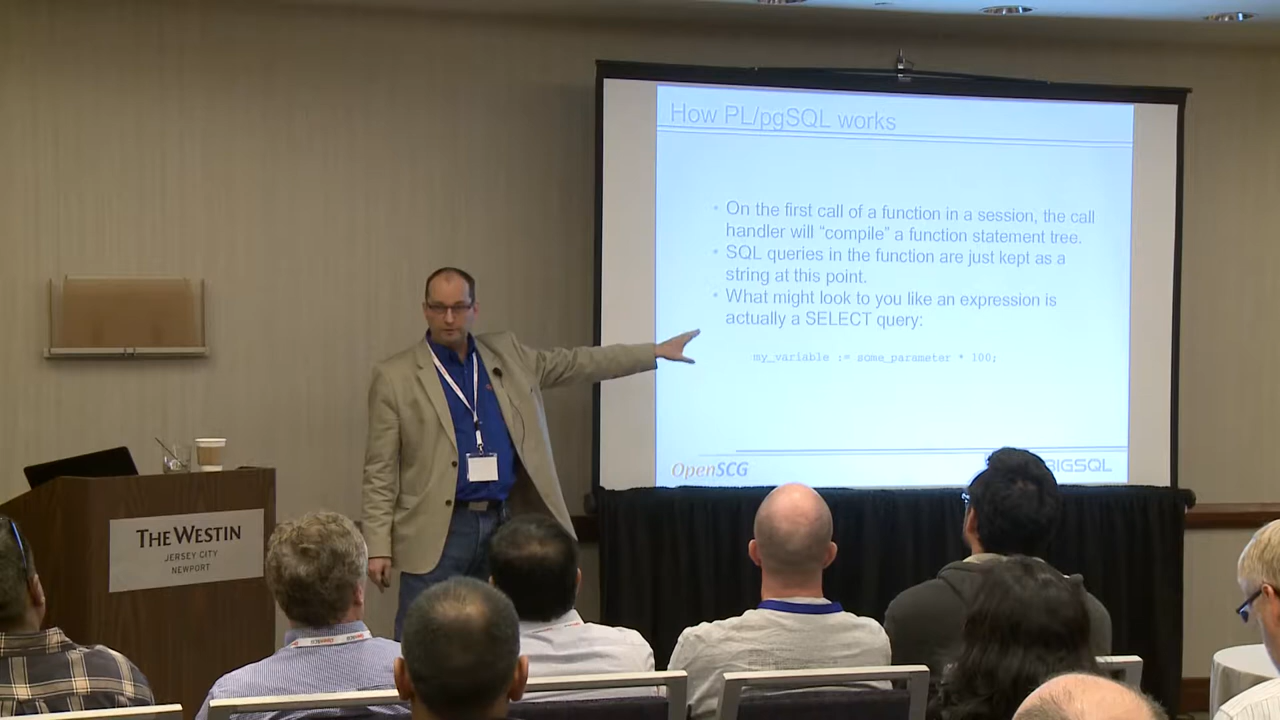 How PL/pgSQL works
• On the first call of a function in a session, the call
handler will “compile” a function statement tree.
• SQL queries in the function are just kept as a
string at this point.
• What might look to you like an expression is
actually a SELECT query:
my_variable := some_parameter * 100;
OpenSCG
BIGSQL
THE WESTIN
JERSEY CITY
NEWPORT